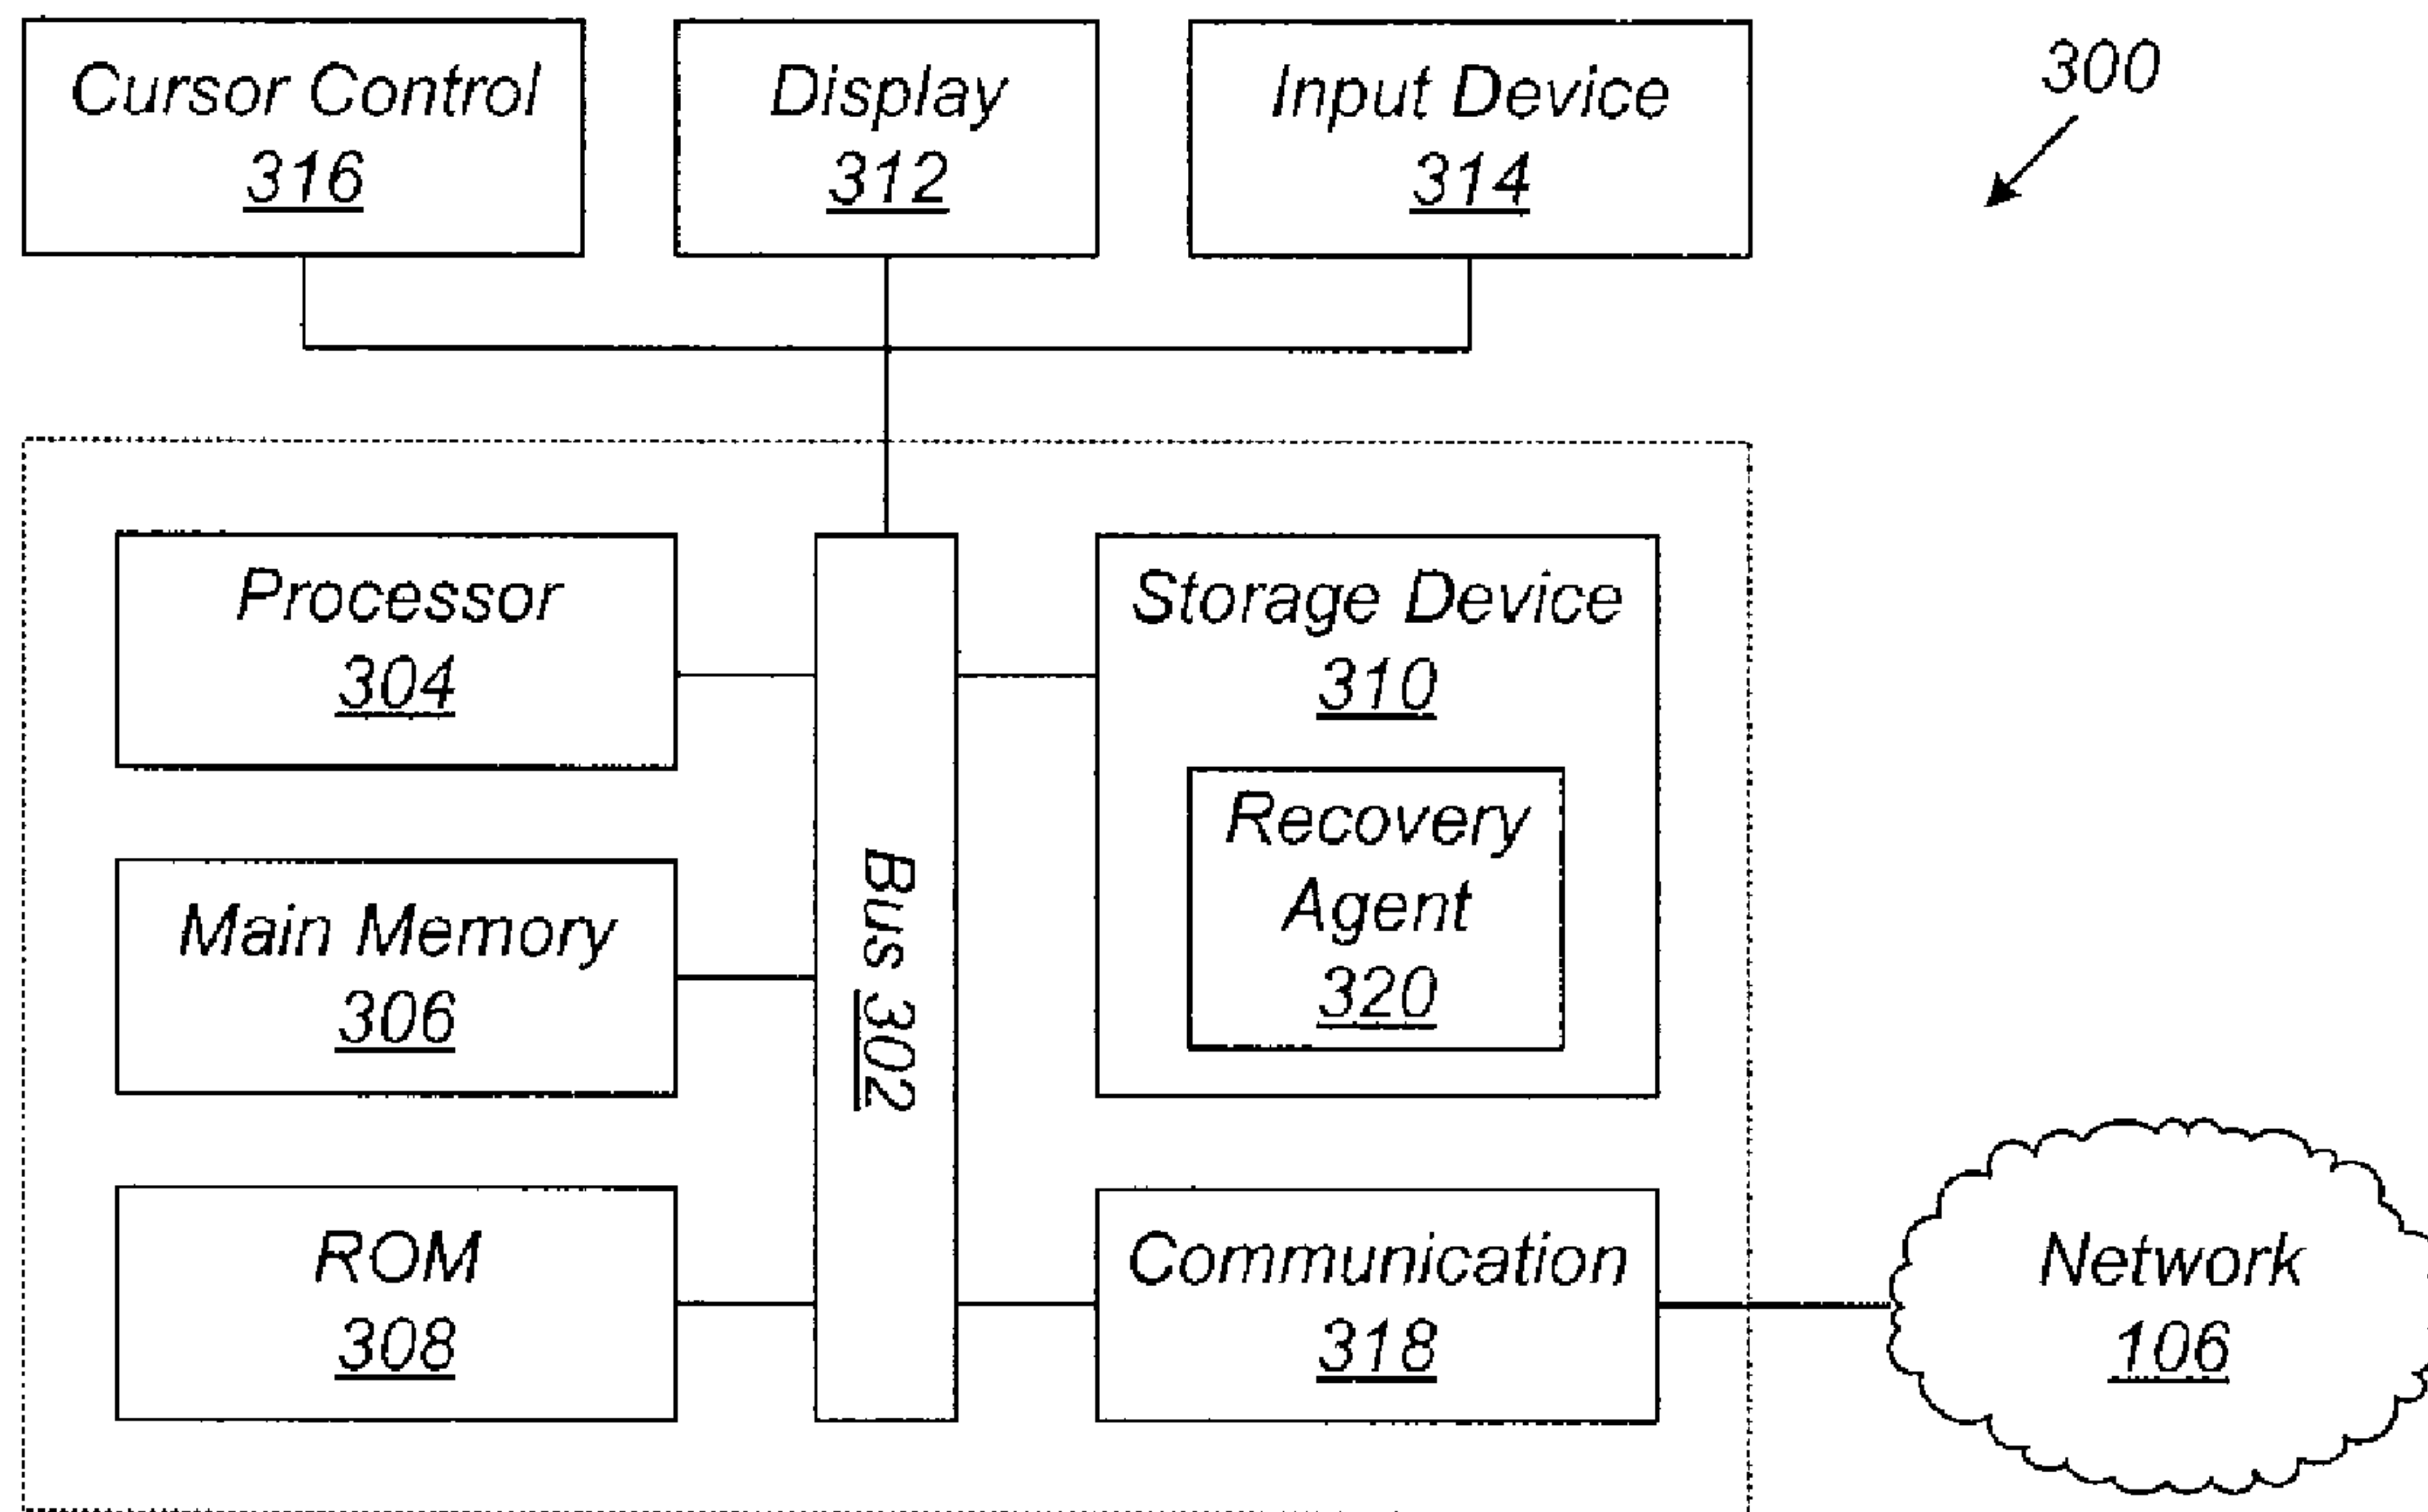 Cursor Control
316
Display
312
Input Device
314
300
Processor
304
Storage Device
310
Recovery
Agent
320
Main Memory
306
Bus 302
ROM
308
Communication
318
Network
106